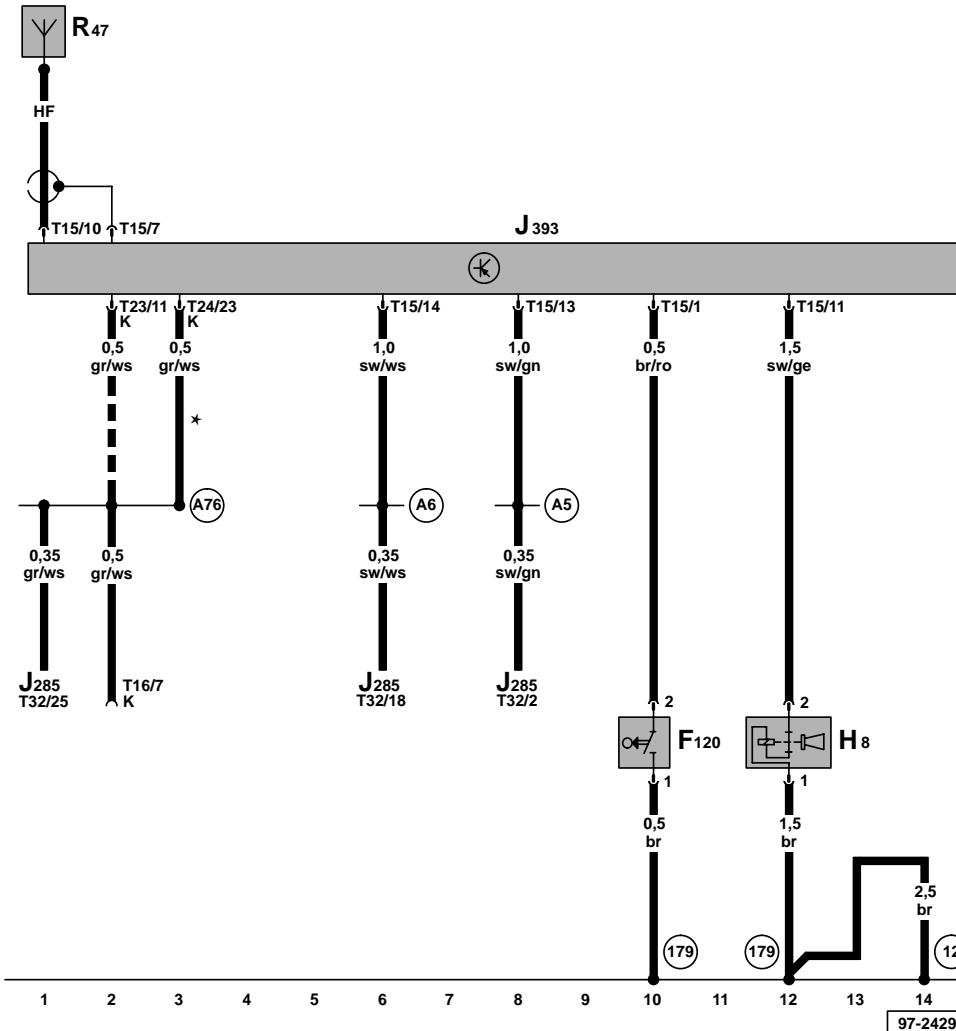 R47
HF
T15/10 T15/7
J393
T23/11 T24/23 T15/14 T15/13 T15/1 T15/11
K K
0,5 0,5 1,0 1,0 0,5 1,5
gr/ws gr/ws sw/ws sw/gn br/ro sw/ge
*
A76 A6 A5
0,35 0,5 0,35 0,35
gr/ws gr/ws sw/ws sw/gn
J285 T16/7 J285 J285
T32/25 K T32/18 T32/2
2 2
F120 H8
1 1
0,5 1,5
br br
2,5
br
179 179 12
1 2 3 4 5 6 7 8 9 10 11 12 13 14
97-2429